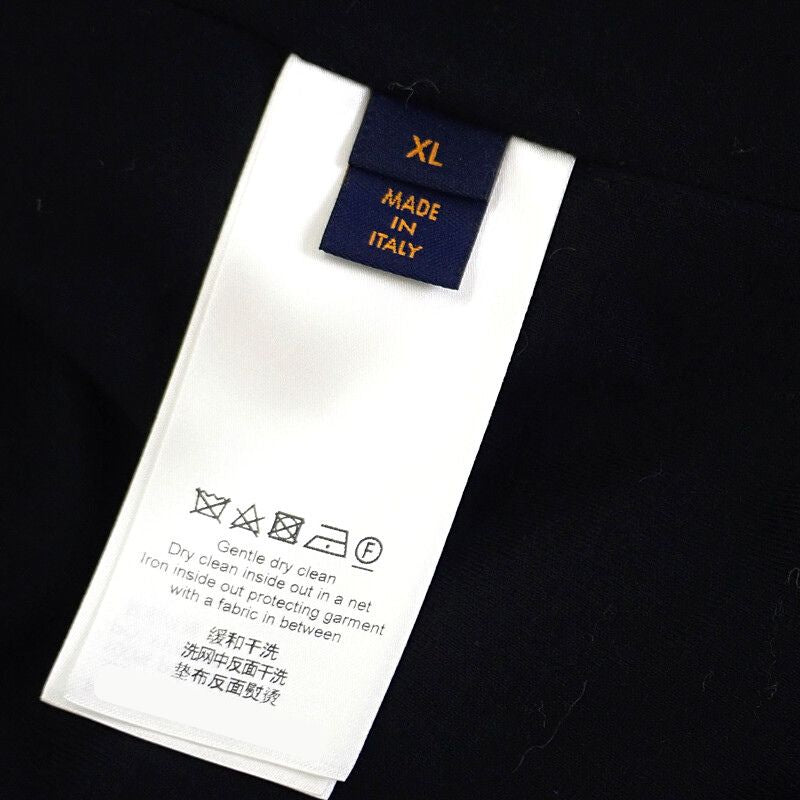 XL
MADE
IN
ITALY
F
Gentle dry clean
Dry clean inside out in a net
Iron inside out protecting garment
with a fabric in between
缓和干洗
洗网中反面干洗
垫布反面熨烫